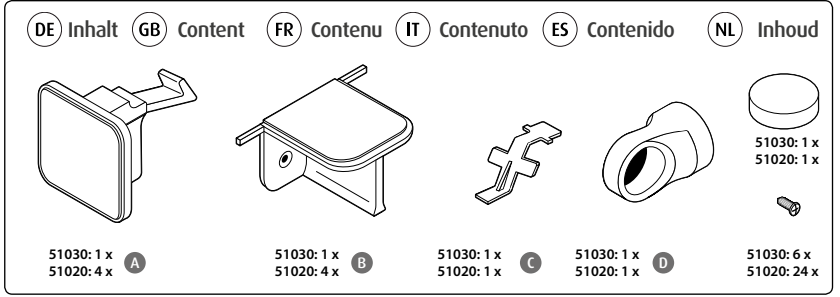 DE Inhalt GB Content FR Contenu IT Contenuto ES Contenido NL Inhoud
51030: 1 x
51020: 1 x
51030: 1 x
51020: 4 x
A
51030: 1 x
51020: 4 x
B
51030: 1 x
51020: 1 x
C
51030: 1 x
51020: 1 x
D
51030: 6 x
51020: 24 x